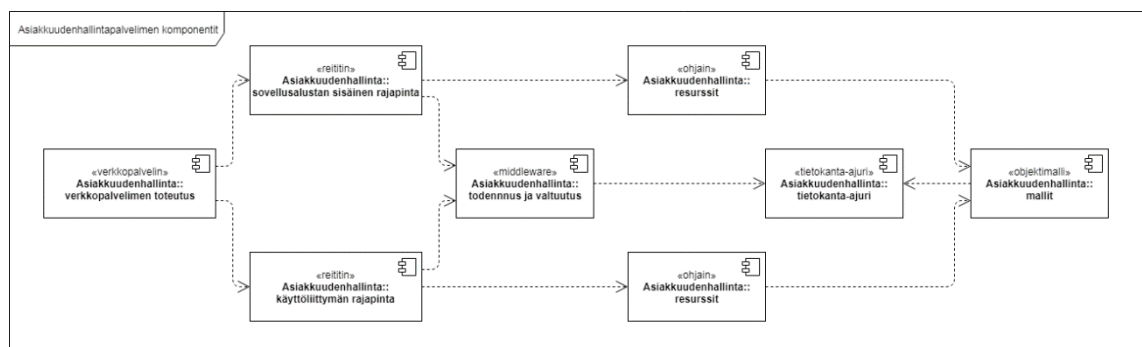 Asiakkuudenhallintapalvelimen komponentit
«reititin»
Asiakkuudenhallinta::
sovellusalustan sisäinen rajapinta
«ohjain»
Asiakkuudenhallinta::
resurssit
«verkkopalvelin»
Asiakkuudenhallinta::
verkkopalvelimen toteutus
«middleware»
Asiakkuudenhallinta::
todennnus ja valtuutus
«tietokanta-ajuri»
Asiakkuudenhallinta::
tietokanta-ajuri
«objektimalli»
Asiakkuudenhallinta::
mallit
«reititin»
Asiakkuudenhallinta::
käyttöliittymän rajapinta
«ohjain»
Asiakkuudenhallinta::
resurssit